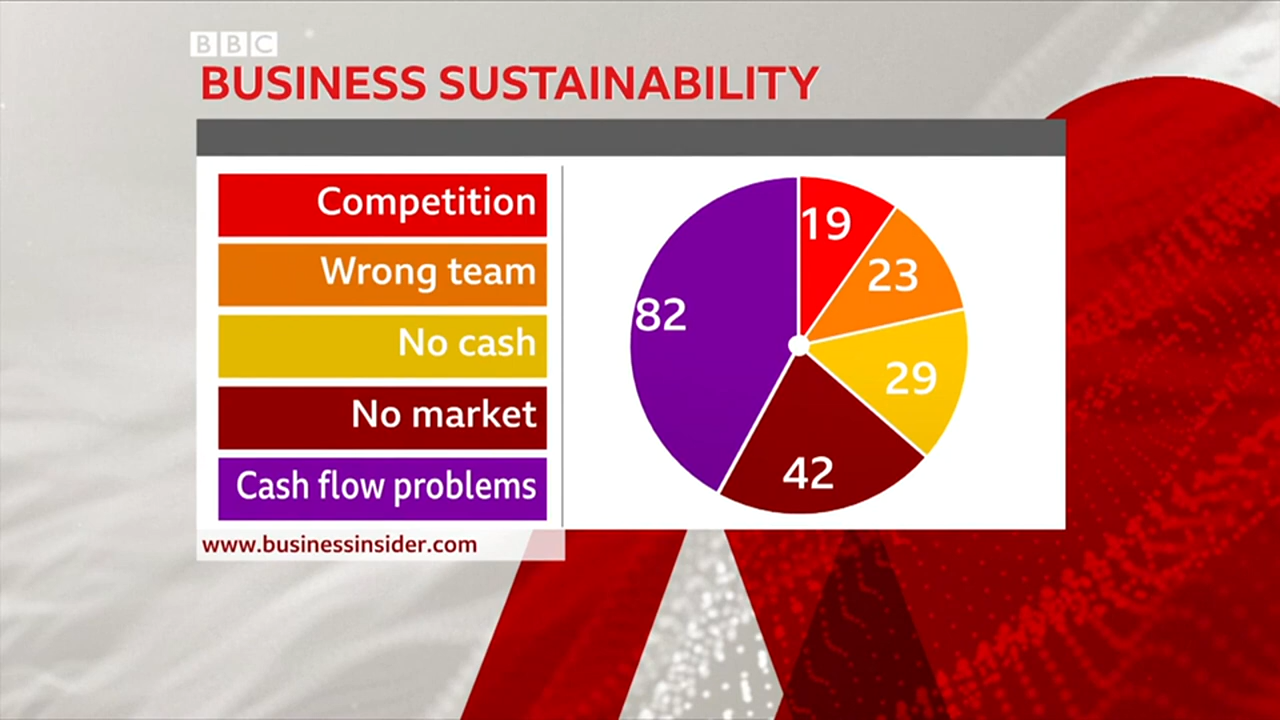 BBC
BUSINESS SUSTAINABILITY
Competition
Wrong team
No cash
No market
Cash flow problems
19
23
29
42
82
www.businessinsider.com